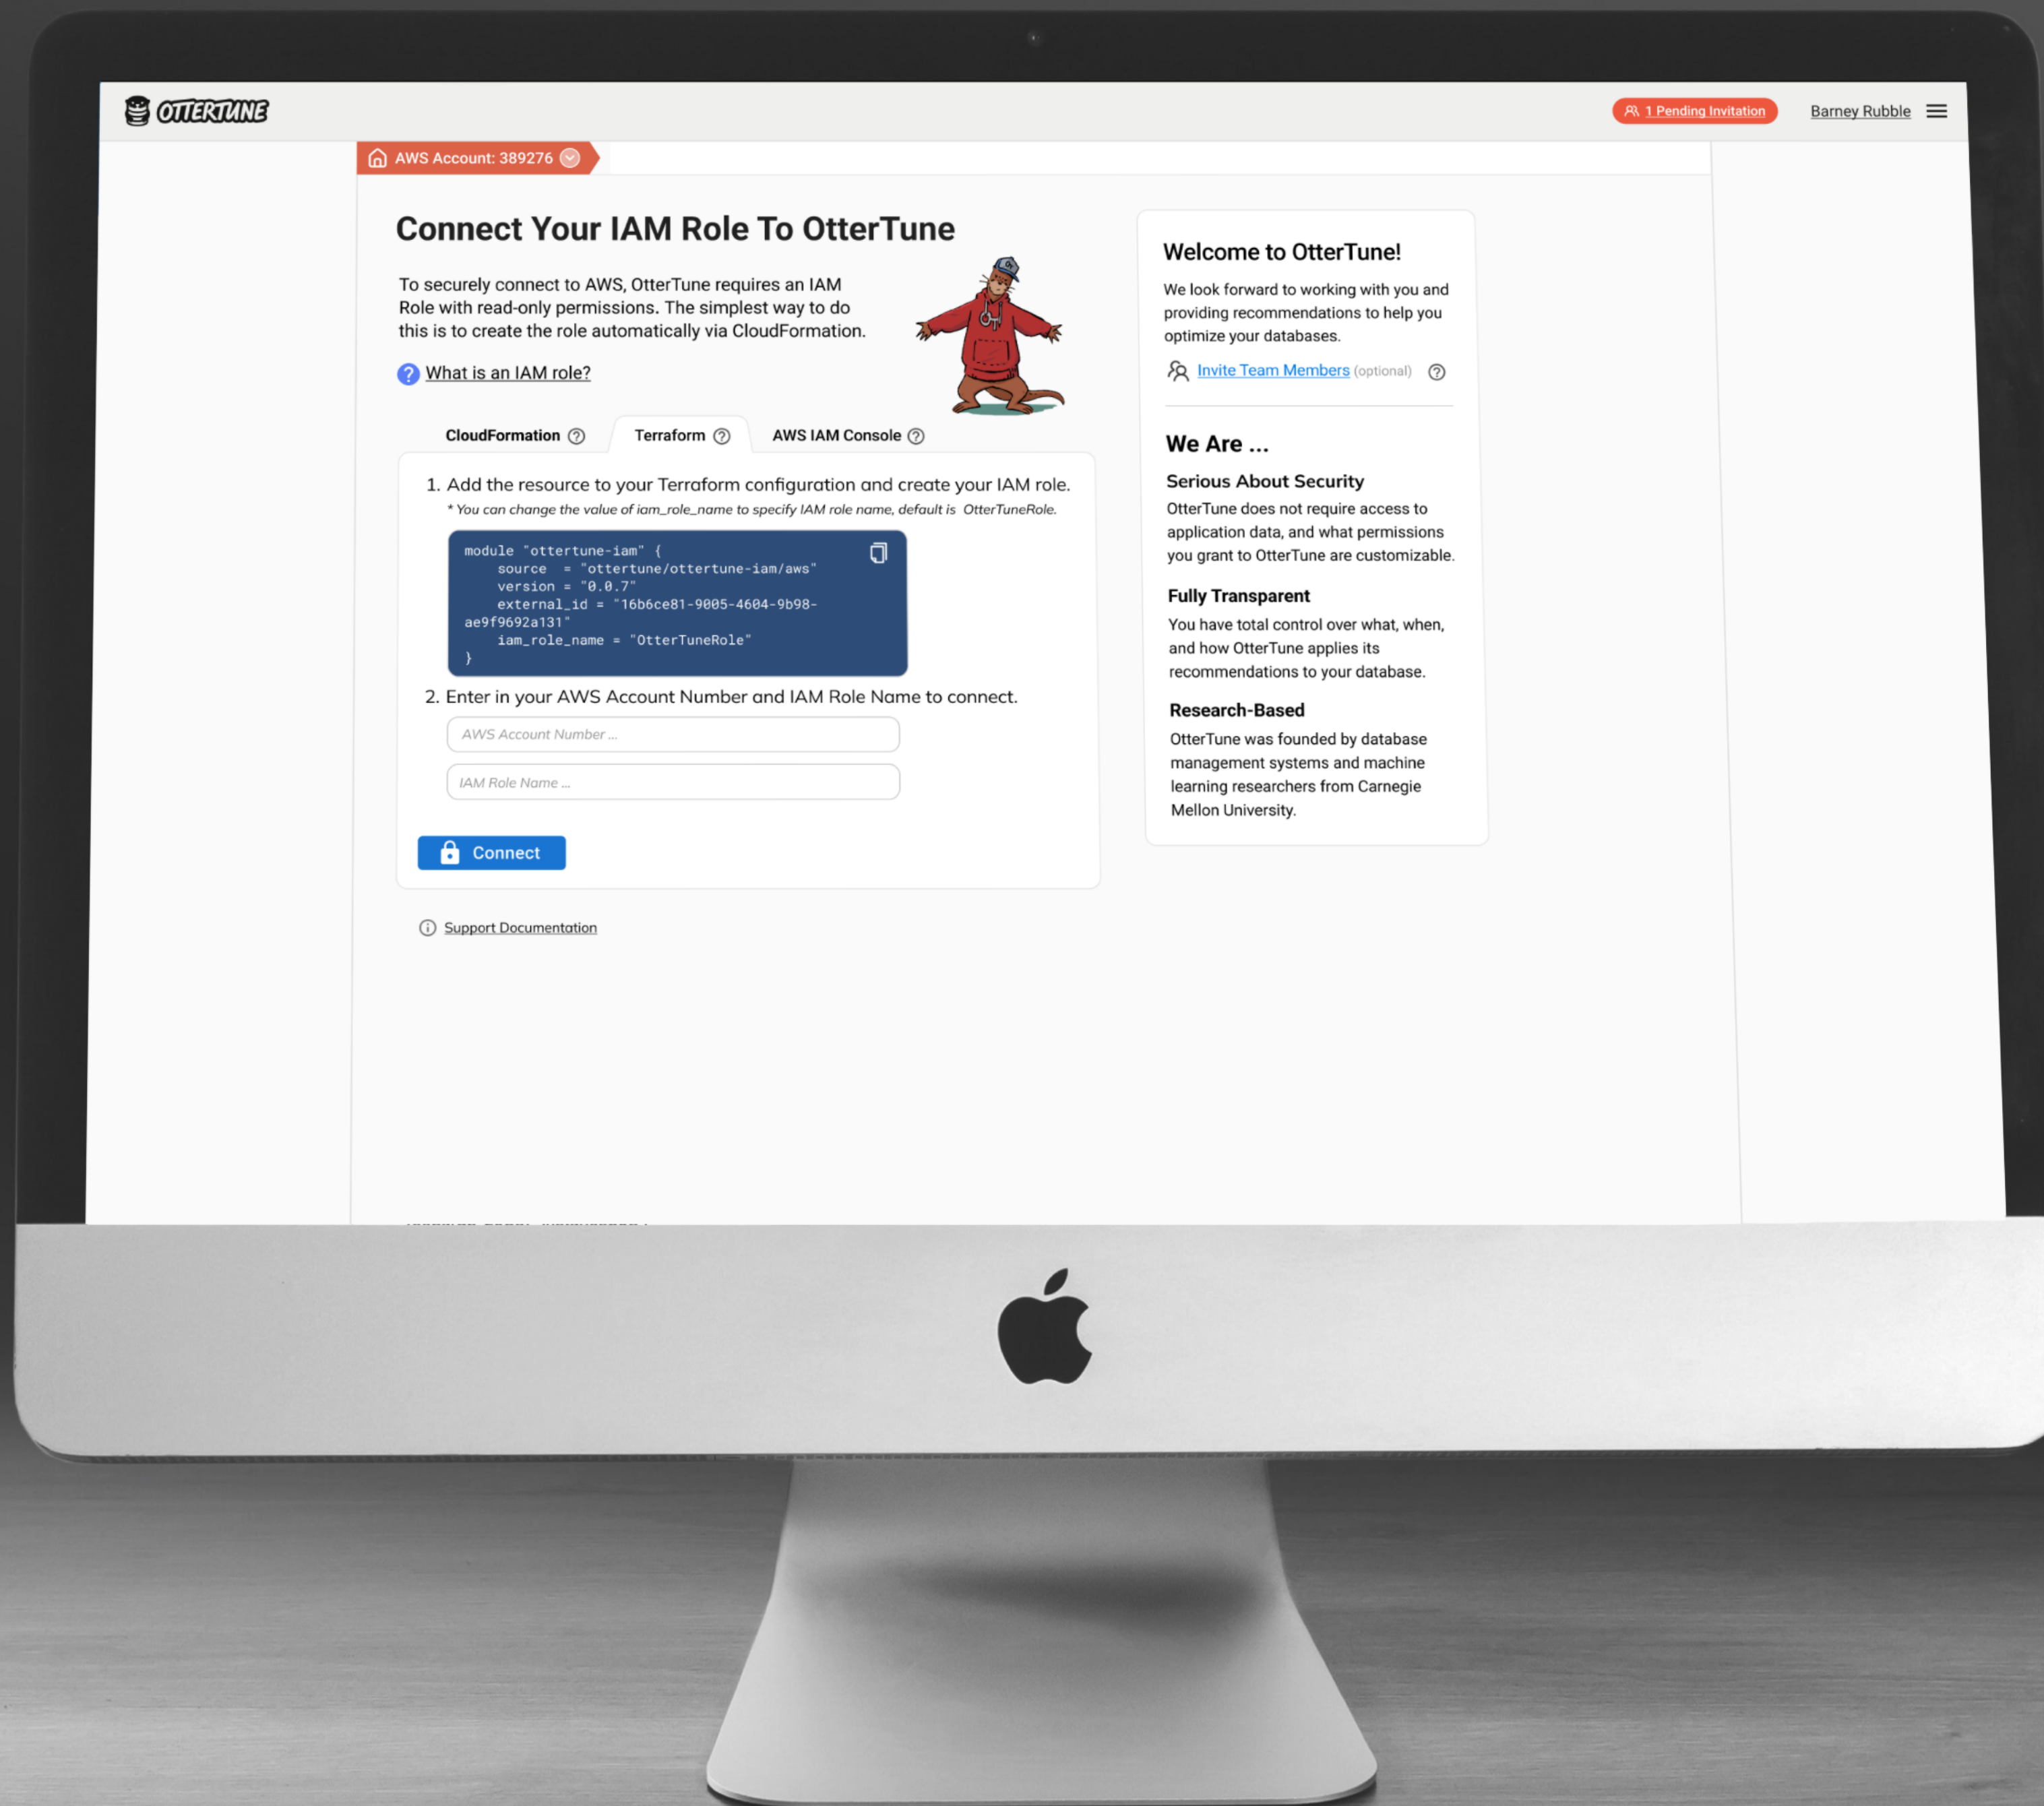 OTTERTUNE
1 Pending Invitation
Barney Rubble
AWS Account: 389276
Connect Your IAM Role To OtterTune
To securely connect to AWS, OtterTune requires an IAM
Role with read-only permissions. The simplest way to do
this is to create the role automatically via CloudFormation.
? What is an IAM role?
CloudFormation ?
Terraform ?
AWS IAM Console ?
1. Add the resource to your Terraform configuration and create your IAM role.
* You can change the value of iam_role_name to specify IAM role name, default is OtterTuneRole.
module "ottertune-iam" {
source = "ottertune/ottertune-iam/aws"
version = "0.0.7"
external_id = "16b6ce81-9005-4604-9b98-
ae9f9692a131"
iam_role_name = "OtterTuneRole"
}
2. Enter in your AWS Account Number and IAM Role Name to connect.
AWS Account Number ...
IAM Role Name ...
Connect
Support Documentation
Welcome to OtterTune!
We look forward to working with you and
providing recommendations to help you
optimize your databases.
Invite Team Members (optional) ?
We Are ...
Serious About Security
OtterTune does not require access to
application data, and what permissions
you grant to OtterTune are customizable.
Fully Transparent
You have total control over what, when,
and how OtterTune applies its
recommendations to your database.
Research-Based
OtterTune was founded by database
management systems and machine
learning researchers from Carnegie
Mellon University.